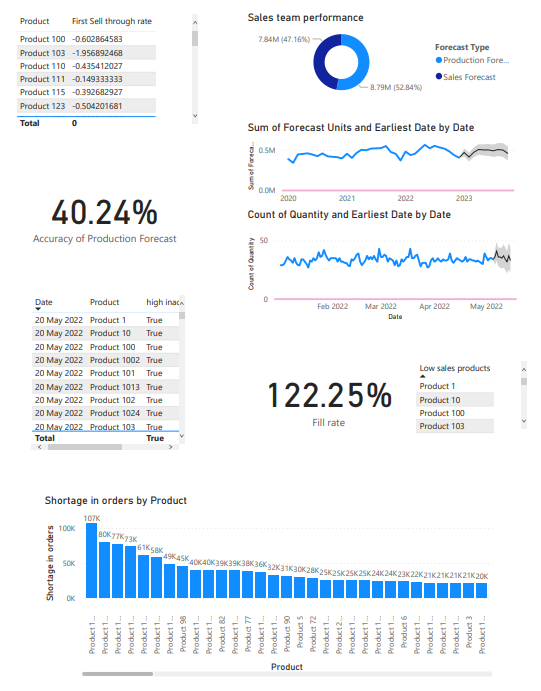 Product First Sell through rate
Product 100 -0.602864583
Product 103 -1.956892468
Product 110 -0.435412027
Product 111 -0.149333333
Product 115 -0.392682927
Product 123 -0.504201681
Total 0
Sales team performance
7.84M (47.16%)
8.79M (52.84%)
Forecast Type
Production Fore...
Sales Forecast
Sum of Forecast Units and Earliest Date by Date
Sum of Foreca...
0.5M
0.0M
2020 2021 2022 2023
40.24%
Accuracy of Production Forecast
Count of Quantity and Earliest Date by Date
Count of Quantity
50
0
Feb 2022 Mar 2022 Apr 2022 May 2022
Date
Date Product high inac
20 May 2022 Product 1 True
20 May 2022 Product 10 True
20 May 2022 Product 100 True
20 May 2022 Product 1002 True
20 May 2022 Product 101 True
20 May 2022 Product 1013 True
20 May 2022 Product 102 True
20 May 2022 Product 1024 True
20 May 2022 Product 103 True
Total True
122.25%
Fill rate
Low sales products
Product 1
Product 10
Product 100
Product 103
Shortage in orders by Product
Shortage in orders
100K
50K
0K
107K 80K 77K 73K 61K 58K 49K 45K 40K 40K 39K 39K 38K 36K 32K 31K 30K 28K 25K 25K 25K 24K 24K 23K 22K 21K 21K 21K 21K 20K
Product 1... Product 1... Product 1... Product 1... Product 1... Product 1... Product 1... Product 98 Product 1... Product 1... Product 82 Product 1... Product 77 Product 1... Product 1... Product 90 Product 5 Product 72 Product 1... Product 2... Product 1... Product 1... Product 1... Product 6 Product 1... Product 1... Product 1... Product 1... Product 3 Product 1...
Product